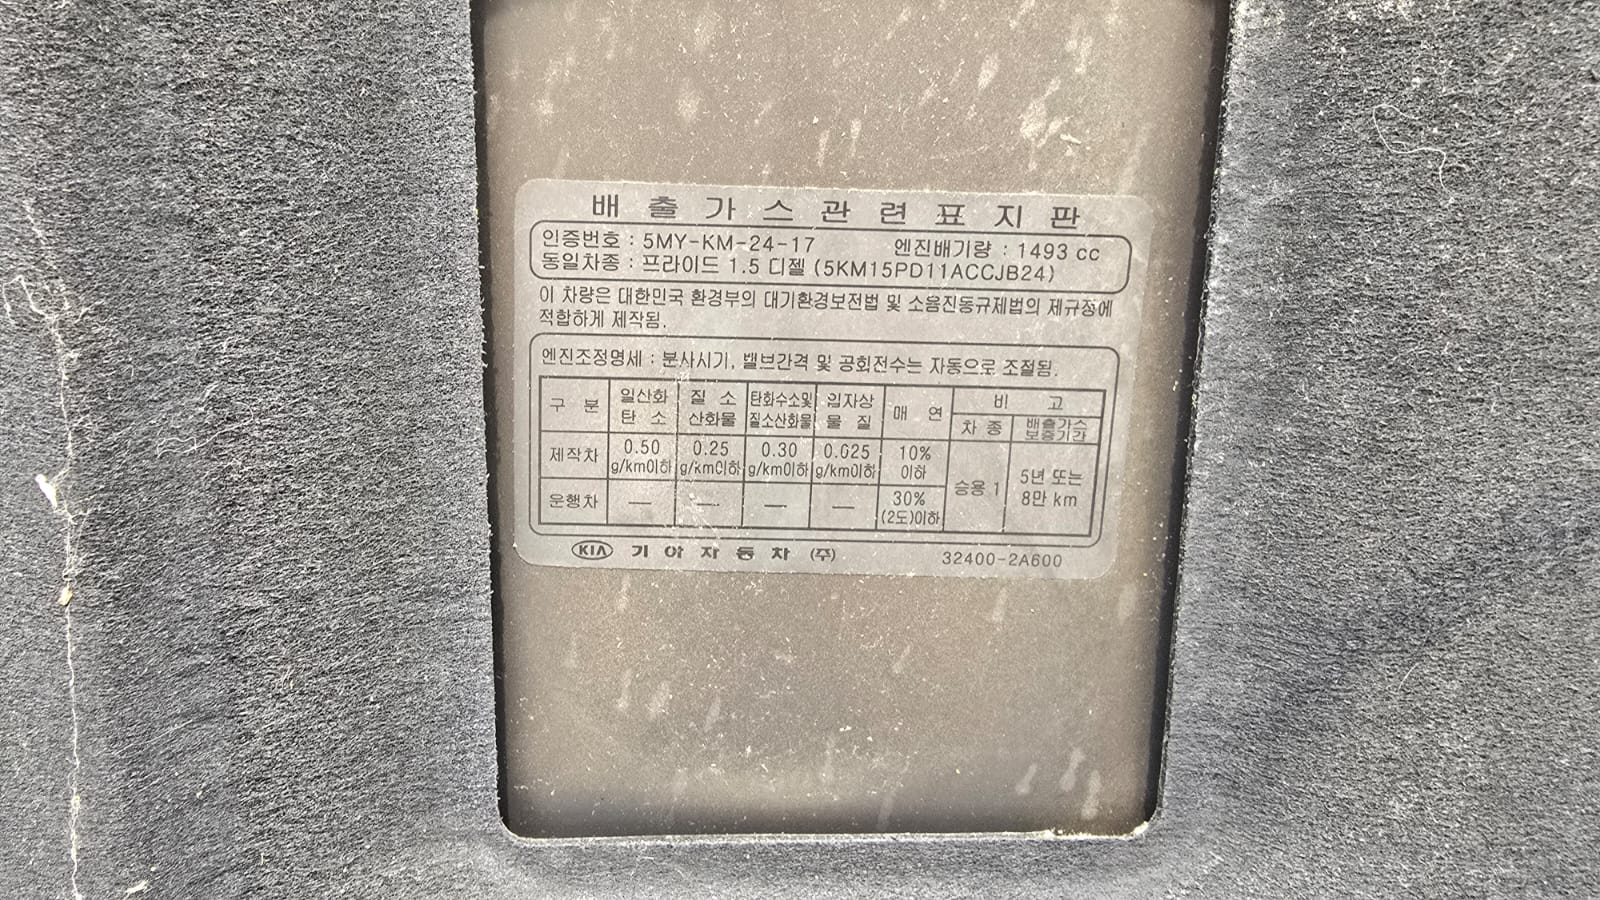 배출가스관련표지판
인증번호 : 5MY-KM-24-17 엔진배기량 : 1493 cc
동일차종 : 프라이드 1.5 디젤 (5KM15PD11ACCJB24)
이 차량은 대한민국 환경부의 대기환경보전법 및 소음진동규제법의 제규정에
적합하게 제작됨.
엔진조정명세 : 분사시기, 밸브간격 및 공회전수는 자동으로 조절됨.
구 분 일산화탄소 질소산화물 탄화수소및질소산화물 입자상물질 매 연 비 고
차 종 배출가스보증기간
제작차 0.50 g/km이하 0.25 g/km이하 0.30 g/km이하 0.625 g/km이하 10% 이하 승용 1 5년 또는 8만 km
운행차 — — — — 30% (2도)이하
KIA 기아자동차 (주) 32400-2A600